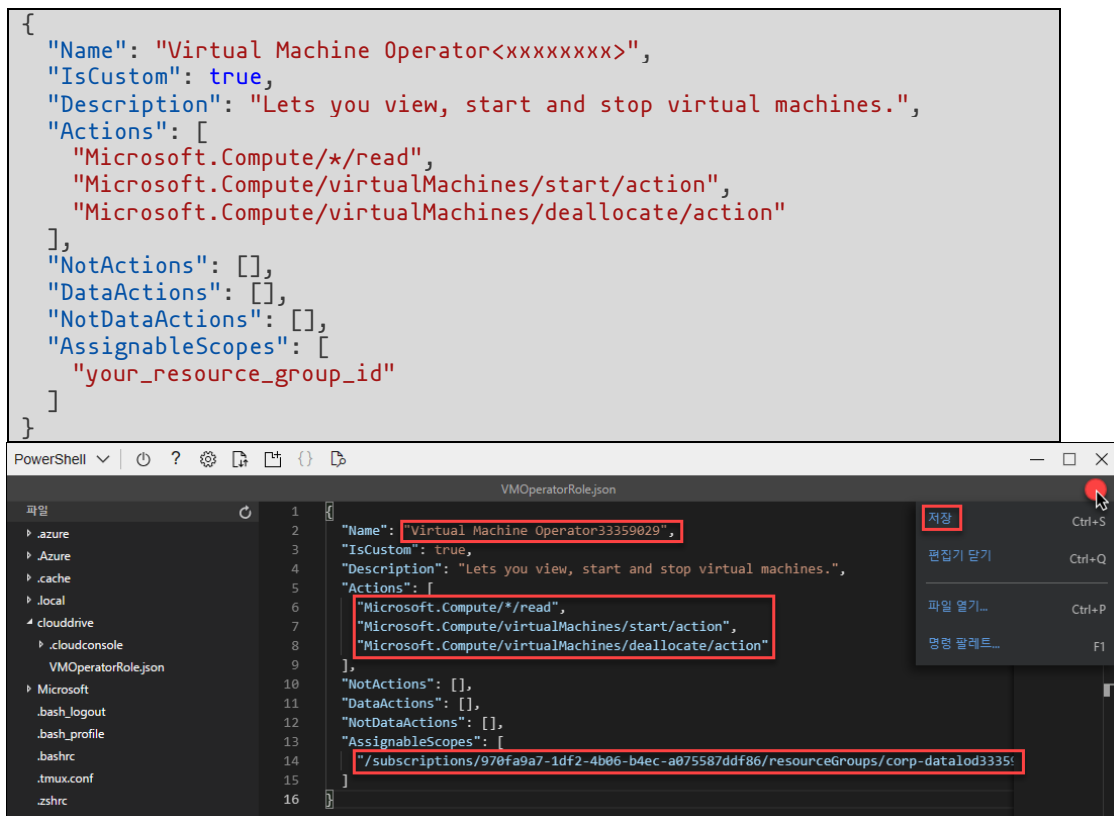 {
"Name": "Virtual Machine Operator<xxxxxxxx>",
"IsCustom": true,
"Description": "Lets you view, start and stop virtual machines.",
"Actions": [
"Microsoft.Compute/*/read",
"Microsoft.Compute/virtualMachines/start/action",
"Microsoft.Compute/virtualMachines/deallocate/action"
],
"NotActions": [],
"DataActions": [],
"NotDataActions": [],
"AssignableScopes": [
"your_resource_group_id"
]
}
PowerShell
VMOperatorRole.json
파일
.azure
.Azure
.cache
.local
clouddrive
.cloudconsole
VMOperatorRole.json
Microsoft
.bash_logout
.bash_profile
.bashrc
.tmux.conf
.zshrc
1 {
2 "Name": "Virtual Machine Operator33359029",
3 "IsCustom": true,
4 "Description": "Lets you view, start and stop virtual machines.",
5 "Actions": [
6 "Microsoft.Compute/*/read",
7 "Microsoft.Compute/virtualMachines/start/action",
8 "Microsoft.Compute/virtualMachines/deallocate/action"
9 ],
10 "NotActions": [],
11 "DataActions": [],
12 "NotDataActions": [],
13 "AssignableScopes": [
14 "/subscriptions/970fa9a7-1df2-4b06-b4ec-a075587ddf86/resourceGroups/corp-datalod33359
15 ]
16 }
저장 Ctrl+S
편집기 닫기 Ctrl+Q
파일 열기... Ctrl+P
명령 팔레트... F1